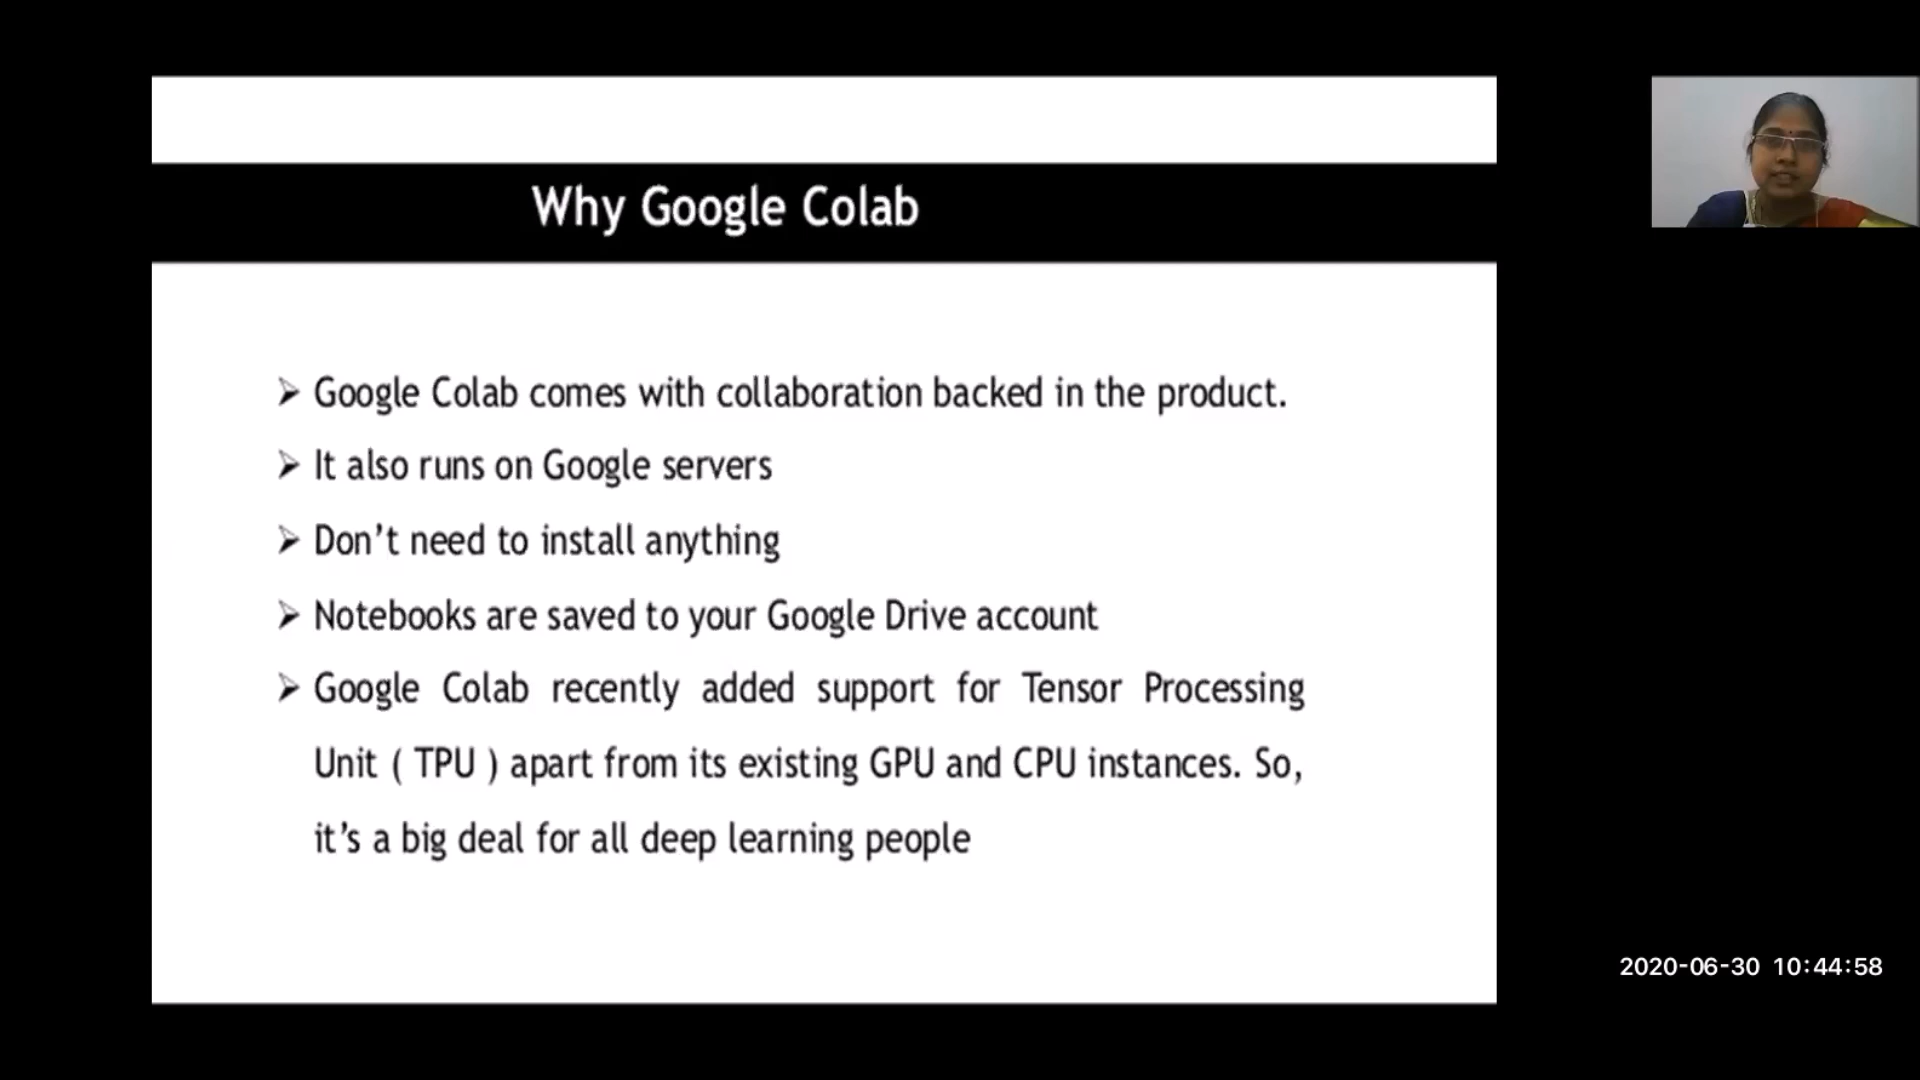 Why Google Colab
Google Colab comes with collaboration backed in the product.
It also runs on Google servers
Don’t need to install anything
Notebooks are saved to your Google Drive account
Google Colab recently added support for Tensor Processing
Unit ( TPU ) apart from its existing GPU and CPU instances. So,
it’s a big deal for all deep learning people
2020-06-30 10:44:58